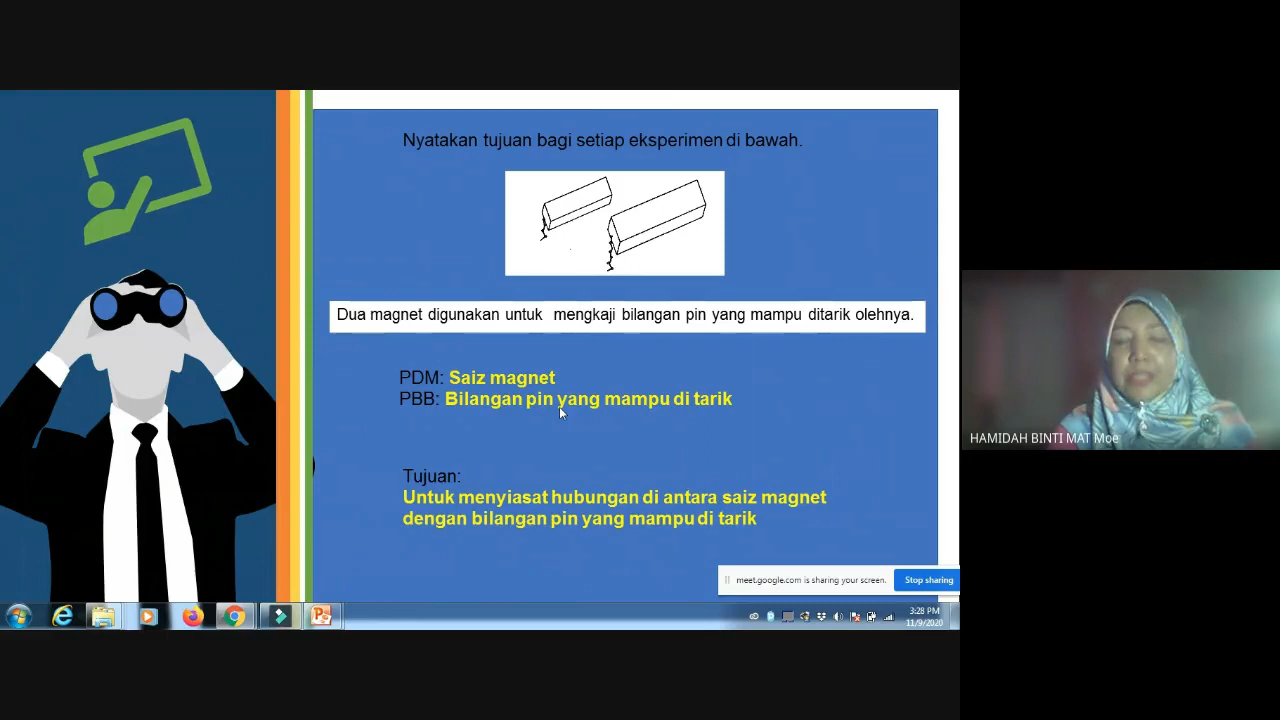 Nyatakan tujuan bagi setiap eksperimen di bawah.
Dua magnet digunakan untuk mengkaji bilangan pin yang mampu ditarik olehnya.
PDM: Saiz magnet
PBB: Bilangan pin yang mampu di tarik
Tujuan:
Untuk menyiasat hubungan di antara saiz magnet
dengan bilangan pin yang mampu di tarik
HAMIDAH BINTI MAT Moe
meet.google.com is sharing your screen.
Stop sharing
3:28 PM
11/9/2020